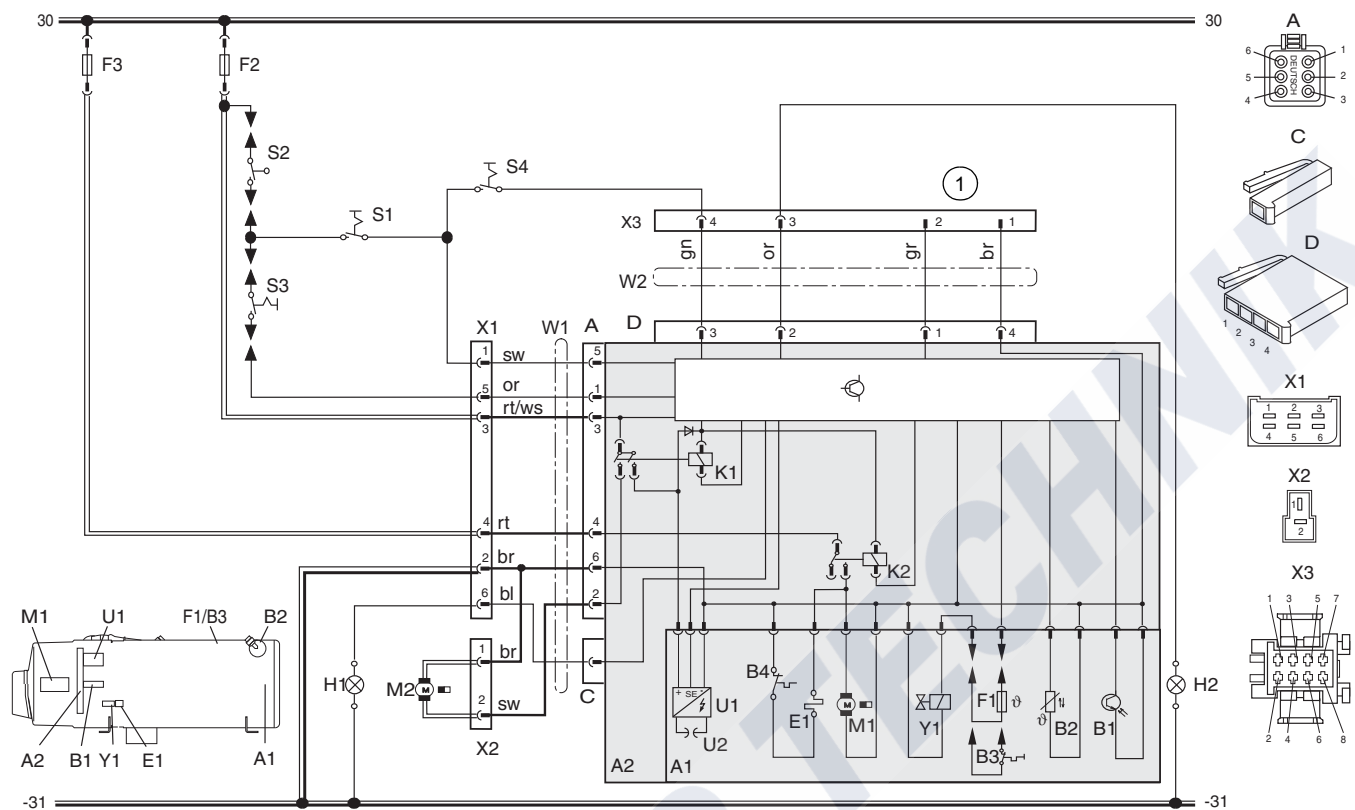 30
30
F3
F2
S2
S1
S4
S3
1
X3
4
3
2
1
gn
or
gr
br
W2
D
3
2
1
4
X1
W1
A
1
sw
5
5
or
1
3
rt/ws
3
4
rt
4
2
br
6
6
bl
2
1
br
2
sw
X2
C
M2
H1
K1
K2
SE
U1
U2
B4
E1
M
M1
Y1
F1
ϑ
B3
ϑ
B2
B1
A2
A1
H2
M
M1
U1
F1/B3
B2
A2
B1
Y1
E1
A1
-31
-31
A
6
1
5
2
4
3
DEUTSCH
C
D
1
2
3
4
X1
1
2
3
4
5
6
X2
1
2
X3
1
3
5
7
2
4
6
8
TECHNIK